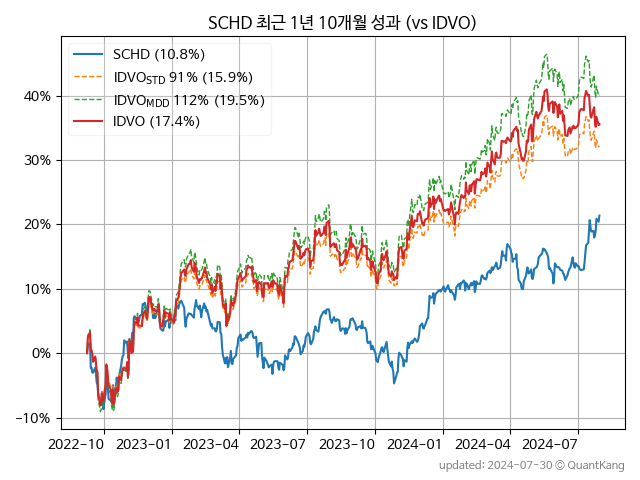 SCHD 최근 1년 10개월 성과 (vs IDVO)
SCHD (10.8%)
IDVO_STD 91% (15.9%)
IDVO_MDD 112% (19.5%)
IDVO (17.4%)
40%
30%
20%
10%
0%
−10%
2022-10 2023-01 2023-04 2023-07 2023-10 2024-01 2024-04 2024-07
updated: 2024-07-30 © QuantKang